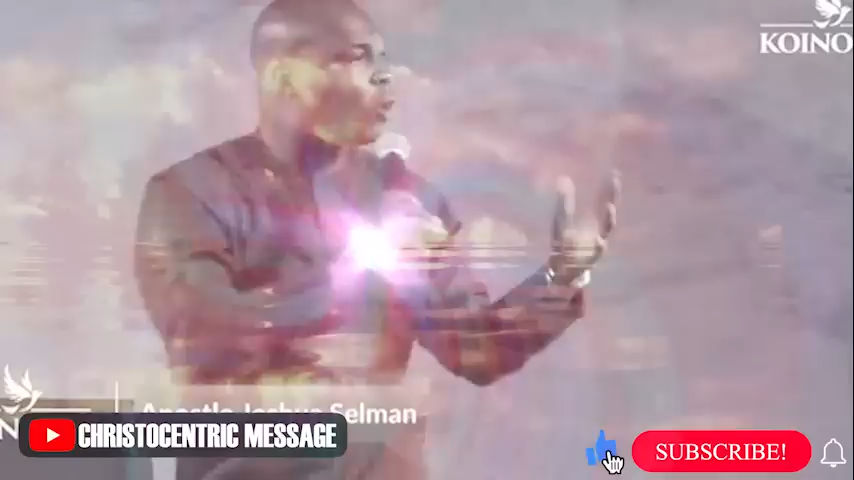 KOINO
Apostle Joshua Selman
CHRISTOCENTRIC MESSAGE
SUBSCRIBE!